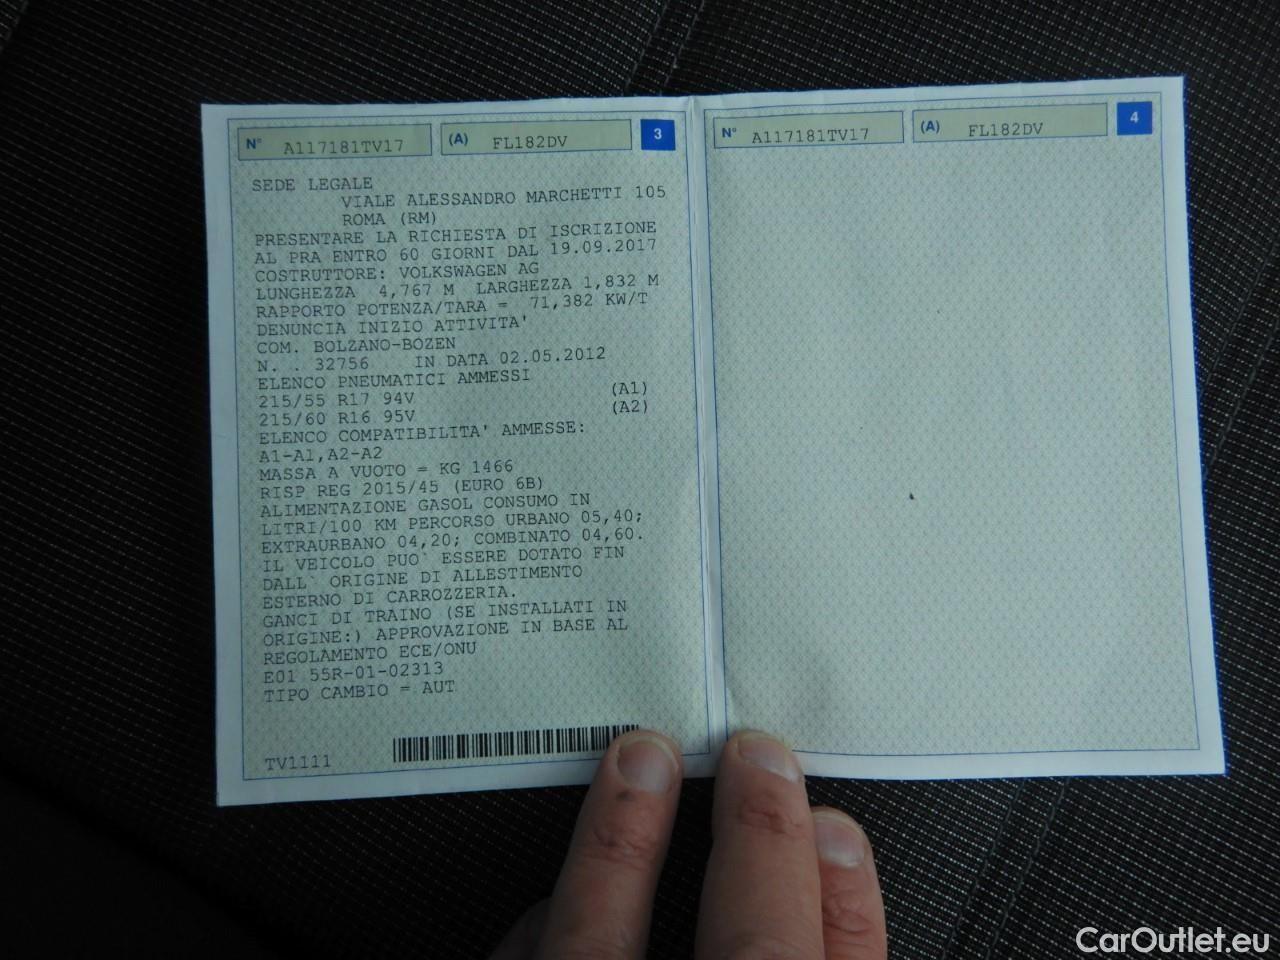 N° A117181TV17 (A) FL182DV 3
SEDE LEGALE
VIALE ALESSANDRO MARCHETTI 105
ROMA (RM)
PRESENTARE LA RICHIESTA DI ISCRIZIONE
AL PRA ENTRO 60 GIORNI DAL 19.09.2017
COSTRUTTORE: VOLKSWAGEN AG
LUNGHEZZA 4,767 M LARGHEZZA 1,832 M
RAPPORTO POTENZA/TARA = 71,382 KW/T
DENUNCIA INIZIO ATTIVITA'
COM. BOLZANO-BOZEN
N. . 32756 IN DATA 02.05.2012
ELENCO PNEUMATICI AMMESSI
215/55 R17 94V (A1)
215/60 R16 95V (A2)
ELENCO COMPATIBILITA' AMMESSE:
A1-A1,A2-A2
MASSA A VUOTO = KG 1466
RISP REG 2015/45 (EURO 6B)
ALIMENTAZIONE GASOL CONSUMO IN
LITRI/100 KM PERCORSO URBANO 05,40;
EXTRAURBANO 04,20; COMBINATO 04,60.
IL VEICOLO PUO` ESSERE DOTATO FIN
DALL` ORIGINE DI ALLESTIMENTO
ESTERNO DI CARROZZERIA.
GANCI DI TRAINO (SE INSTALLATI IN
ORIGINE:) APPROVAZIONE IN BASE AL
REGOLAMENTO ECE/ONU
E01 55R-01-02313
TIPO CAMBIO = AUT
TV1111
N° A117181TV17 (A) FL182DV 4
CarOutlet.eu